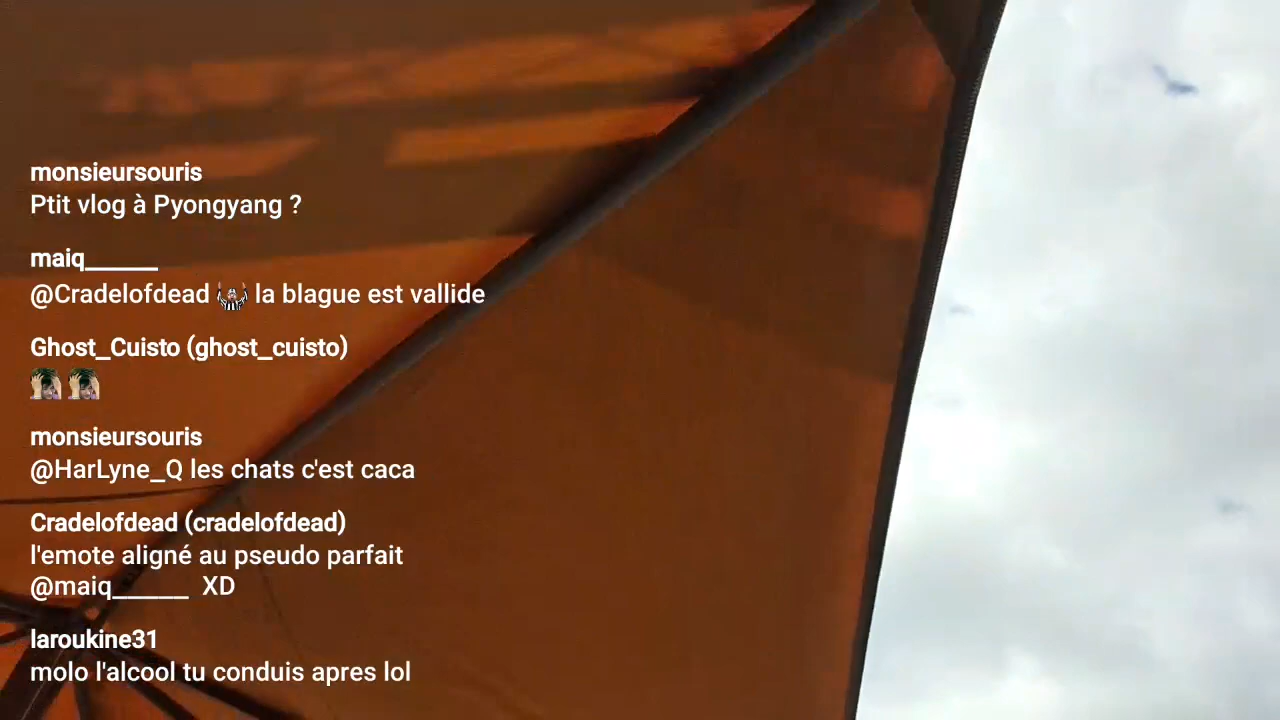 monsieursouris
Ptit vlog à Pyongyang ?
maiq______
@Cradelofdead la blague est vallide
Ghost_Cuisto (ghost_cuisto)
monsieursouris
@HarLyne_Q les chats c'est caca
Cradelofdead (cradelofdead)
l'emote aligné au pseudo parfait
@maiq______ XD
laroukine31
molo l'alcool tu conduis apres lol